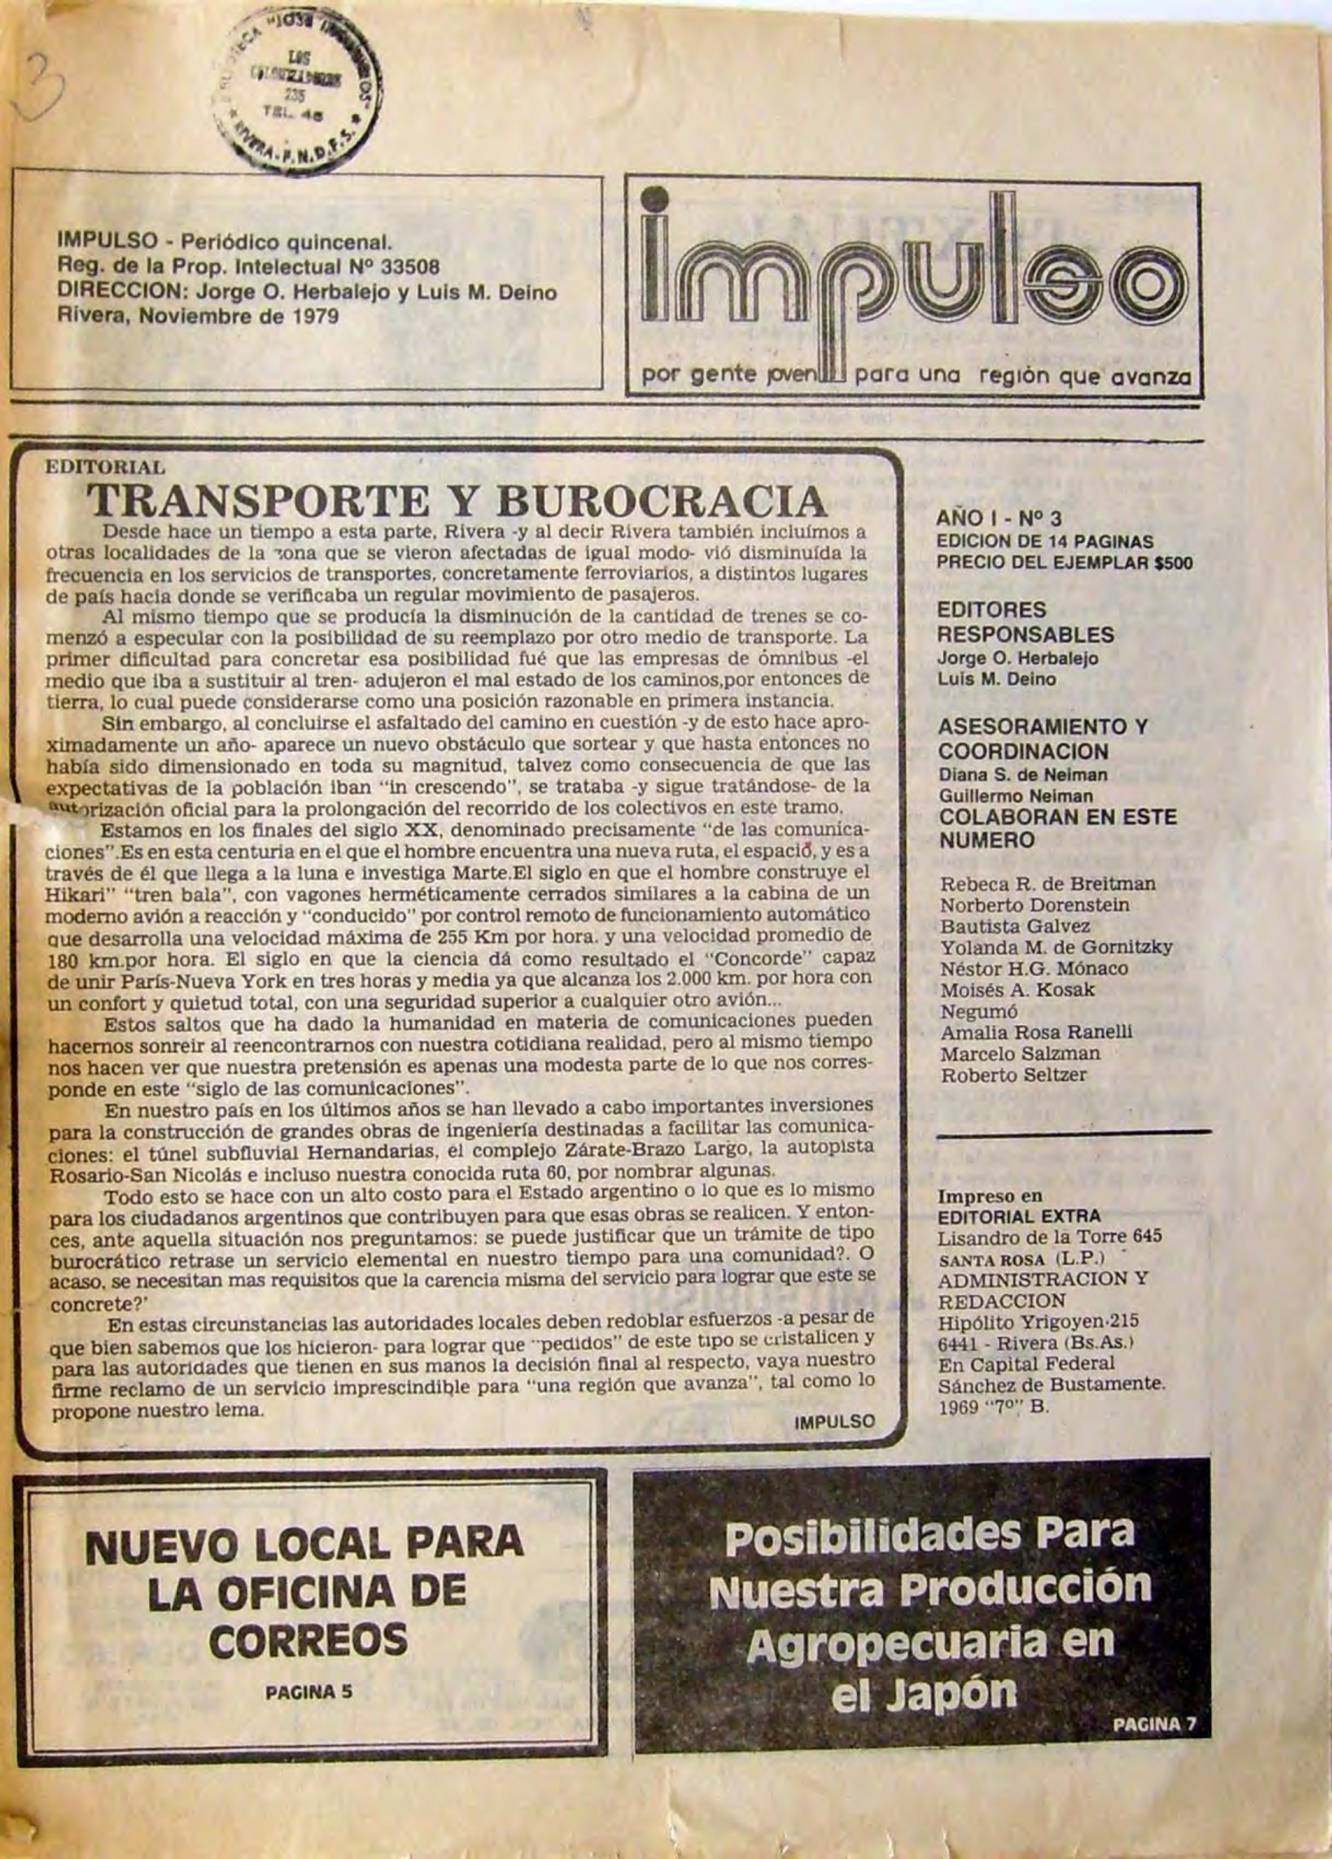 3
"JOSE
LOS
235
TEL. 46
RIVERA - F.N.D.F.S.
IMPULSO - Periódico quincenal.
Reg. de la Prop. Intelectual Nº 33508
DIRECCION: Jorge O. Herbalejo y Luis M. Deino
Rivera, Noviembre de 1979
impulso
por gente joven para una región que avanza
EDITORIAL
TRANSPORTE Y BUROCRACIA
Desde hace un tiempo a esta parte, Rivera -y al decir Rivera también incluímos a
otras localidades de la zona que se vieron afectadas de igual modo- vió disminuída la
frecuencia en los servicios de transportes, concretamente ferroviarios, a distintos lugares
de país hacia donde se verificaba un regular movimiento de pasajeros.
Al mismo tiempo que se producía la disminución de la cantidad de trenes se co-
menzó a especular con la posibilidad de su reemplazo por otro medio de transporte. La
primer dificultad para concretar esa posibilidad fué que las empresas de ómnibus -el
medio que iba a sustituir al tren- adujeron el mal estado de los caminos,por entonces de
tierra, lo cual puede considerarse como una posición razonable en primera instancia.
Sin embargo, al concluirse el asfaltado del camino en cuestión -y de esto hace apro-
ximadamente un año- aparece un nuevo obstáculo que sortear y que hasta entonces no
había sido dimensionado en toda su magnitud, talvez como consecuencia de que las
expectativas de la población iban "in crescendo", se trataba -y sigue tratándose- de la
autorización oficial para la prolongación del recorrido de los colectivos en este tramo.
Estamos en los finales del siglo XX, denominado precisamente "de las comunica-
ciones".Es en esta centuria en el que el hombre encuentra una nueva ruta, el espació, y es a
través de él que llega a la luna e investiga Marte.El siglo en que el hombre construye el
Hikari" "tren bala", con vagones herméticamente cerrados similares a la cabina de un
moderno avión a reacción y "conducido" por control remoto de funcionamiento automático
que desarrolla una velocidad máxima de 255 Km por hora. y una velocidad promedio de
180 km.por hora. El siglo en que la ciencia dá como resultado el "Concorde" capaz
de unir París-Nueva York en tres horas y media ya que alcanza los 2.000 km. por hora con
un confort y quietud total, con una seguridad superior a cualquier otro avión...
Estos saltos que ha dado la humanidad en materia de comunicaciones pueden
hacernos sonreir al reencontrarnos con nuestra cotidiana realidad, pero al mismo tiempo
nos hacen ver que nuestra pretensión es apenas una modesta parte de lo que nos corres-
ponde en este "siglo de las comunicaciones".
En nuestro país en los últimos años se han llevado a cabo importantes inversiones
para la construcción de grandes obras de ingeniería destinadas a facilitar las comunica-
ciones: el túnel subfluvial Hernandarias, el complejo Zárate-Brazo Largo, la autopista
Rosario-San Nicolás e incluso nuestra conocida ruta 60, por nombrar algunas.
Todo esto se hace con un alto costo para el Estado argentino o lo que es lo mismo
para los ciudadanos argentinos que contribuyen para que esas obras se realicen. Y enton-
ces, ante aquella situación nos preguntamos: se puede justificar que un trámite de tipo
burocrático retrase un servicio elemental en nuestro tiempo para una comunidad?. O
acaso, se necesitan mas requisitos que la carencia misma del servicio para lograr que este se
concrete?'
En estas circunstancias las autoridades locales deben redoblar esfuerzos -a pesar de
que bien sabemos que los hicieron- para lograr que "pedidos" de este tipo se cristalicen y
para las autoridades que tienen en sus manos la decisión final al respecto, vaya nuestro
firme reclamo de un servicio imprescindible para "una región que avanza", tal como lo
propone nuestro lema.
IMPULSO
AÑO I - Nº 3
EDICION DE 14 PAGINAS
PRECIO DEL EJEMPLAR $500
EDITORES
RESPONSABLES
Jorge O. Herbalejo
Luis M. Deino
ASESORAMIENTO Y
COORDINACION
Diana S. de Neiman
Guillermo Neiman
COLABORAN EN ESTE
NUMERO
Rebeca R. de Breitman
Norberto Dorenstein
Bautista Galvez
Yolanda M. de Gornitzky
Néstor H.G. Mónaco
Moisés A. Kosak
Negumó
Amalia Rosa Ranelli
Marcelo Salzman
Roberto Seltzer
Impreso en
EDITORIAL EXTRA
Lisandro de la Torre 645
SANTA ROSA (L.P.)
ADMINISTRACION Y
REDACCION
Hipólito Yrigoyen 215
6441 - Rivera (Bs.As.)
En Capital Federal
Sánchez de Bustamente.
1969 "7º" B.
NUEVO LOCAL PARA
LA OFICINA DE
CORREOS
PAGINA 5
Posibilidades Para
Nuestra Producción
Agropecuaria en
el Japón
PAGINA 7